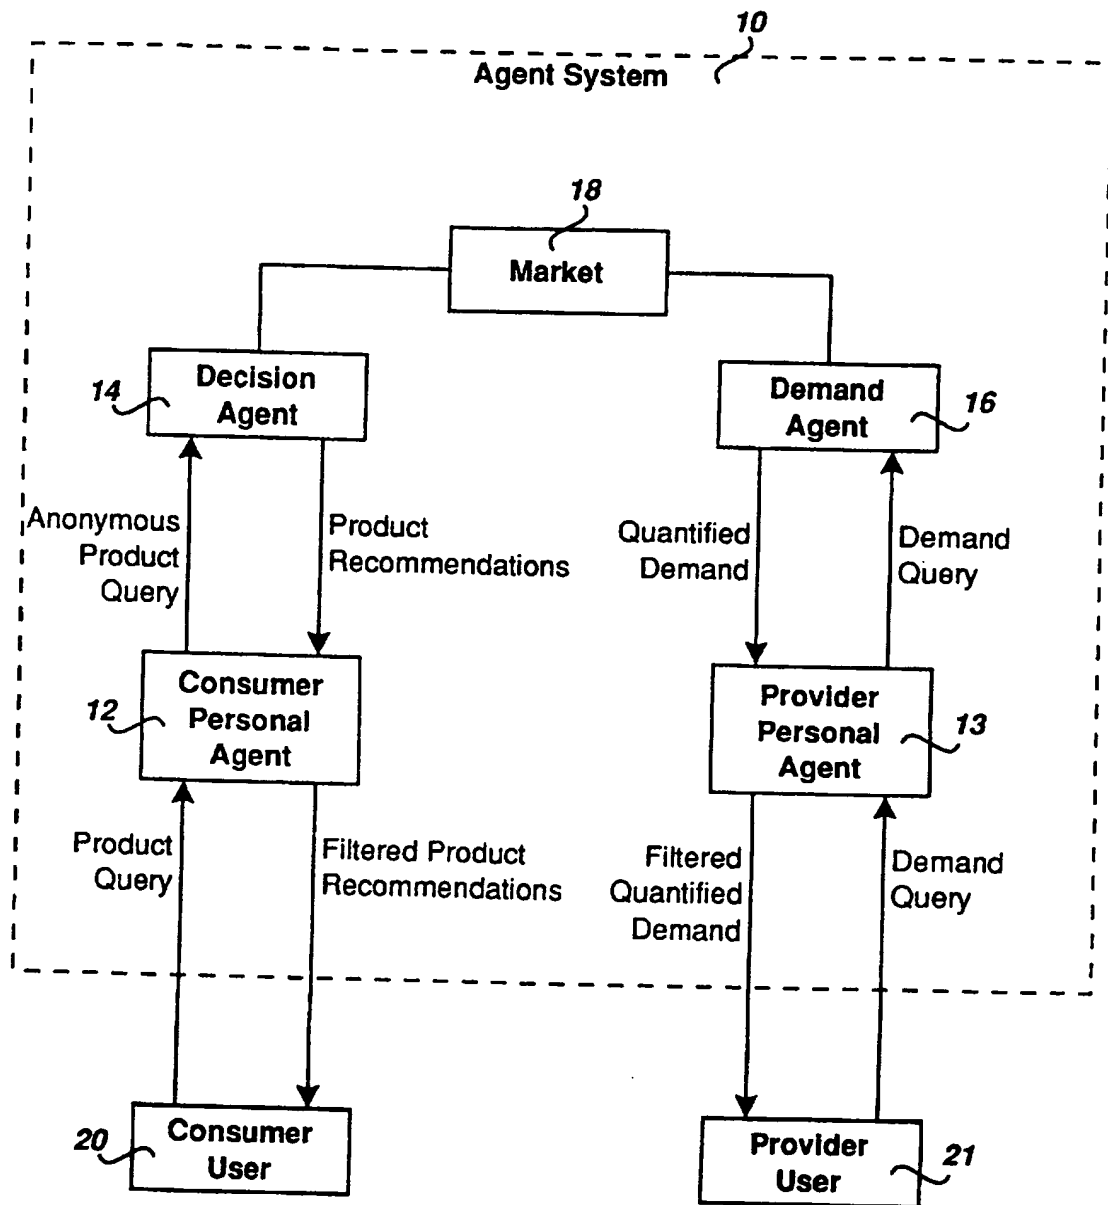 10
Agent System
18
Market
14
Decision
Agent
Demand
Agent
16
Anonymous
Product
Query
Product
Recommendations
Quantified
Demand
Demand
Query
12
Consumer
Personal
Agent
Provider
Personal
Agent
13
Product
Query
Filtered Product
Recommendations
Filtered
Quantified
Demand
Demand
Query
20
Consumer
User
Provider
User
21